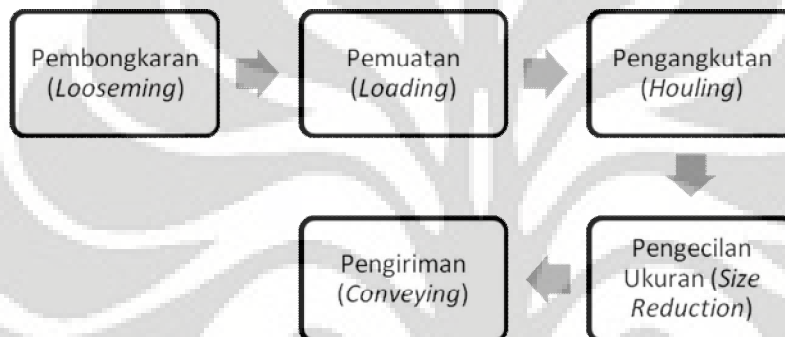 Pembongkaran
(Looseming)
Pemuatan
(Loading)
Pengangkutan
(Houling)
Pengecilan
Ukuran (Size
Reduction)
Pengiriman
(Conveying)